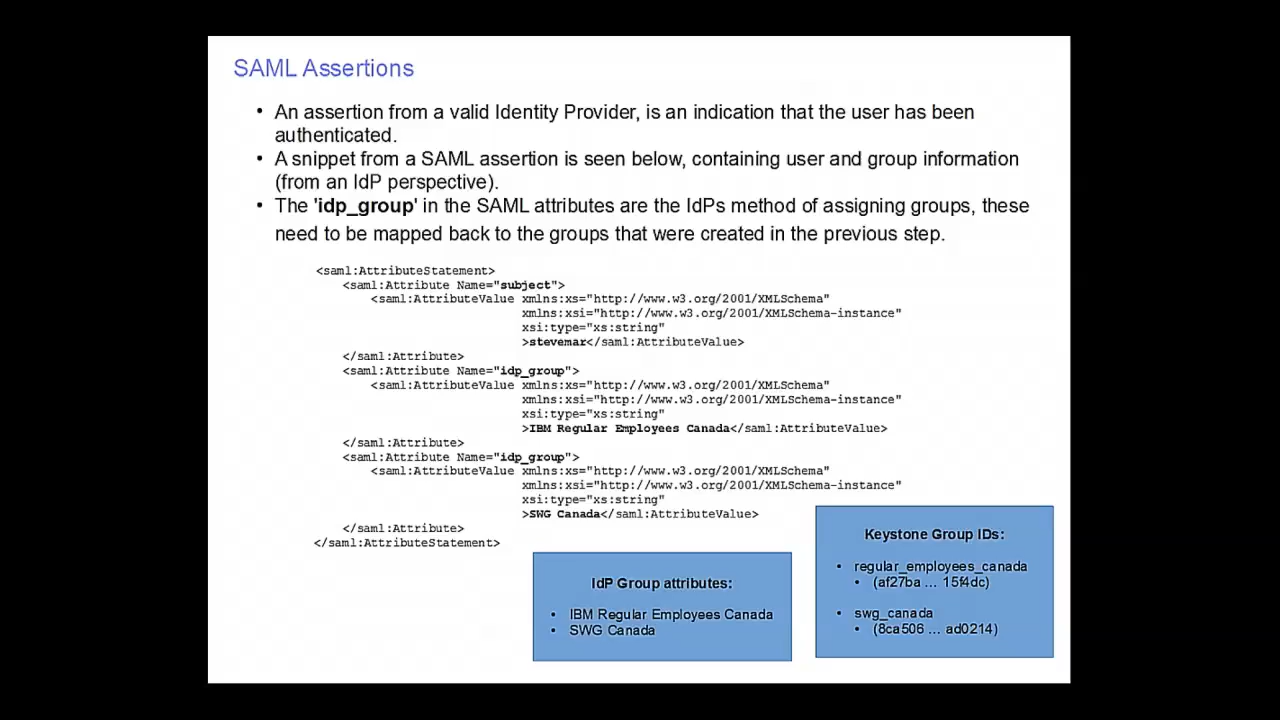 SAML Assertions
• An assertion from a valid Identity Provider, is an indication that the user has been
authenticated.
• A snippet from a SAML assertion is seen below, containing user and group information
(from an IdP perspective).
• The 'idp_group' in the SAML attributes are the IdPs method of assigning groups, these
need to be mapped back to the groups that were created in the previous step.
<saml:AttributeStatement>
<saml:Attribute Name="subject">
<saml:AttributeValue xmlns:xs="http://www.w3.org/2001/XMLSchema"
xmlns:xsi="http://www.w3.org/2001/XMLSchema-instance"
xsi:type="xs:string"
>stevemar</saml:AttributeValue>
</saml:Attribute>
<saml:Attribute Name="idp_group">
<saml:AttributeValue xmlns:xs="http://www.w3.org/2001/XMLSchema"
xmlns:xsi="http://www.w3.org/2001/XMLSchema-instance"
xsi:type="xs:string"
>IBM Regular Employees Canada</saml:AttributeValue>
</saml:Attribute>
<saml:Attribute Name="idp_group">
<saml:AttributeValue xmlns:xs="http://www.w3.org/2001/XMLSchema"
xmlns:xsi="http://www.w3.org/2001/XMLSchema-instance"
xsi:type="xs:string"
>SWG Canada</saml:AttributeValue>
</saml:Attribute>
</saml:AttributeStatement>
IdP Group attributes:
• IBM Regular Employees Canada
• SWG Canada
Keystone Group IDs:
• regular_employees_canada
• (af27ba ... 15f4dc)
• swg_canada
• (8ca506 ... ad0214)